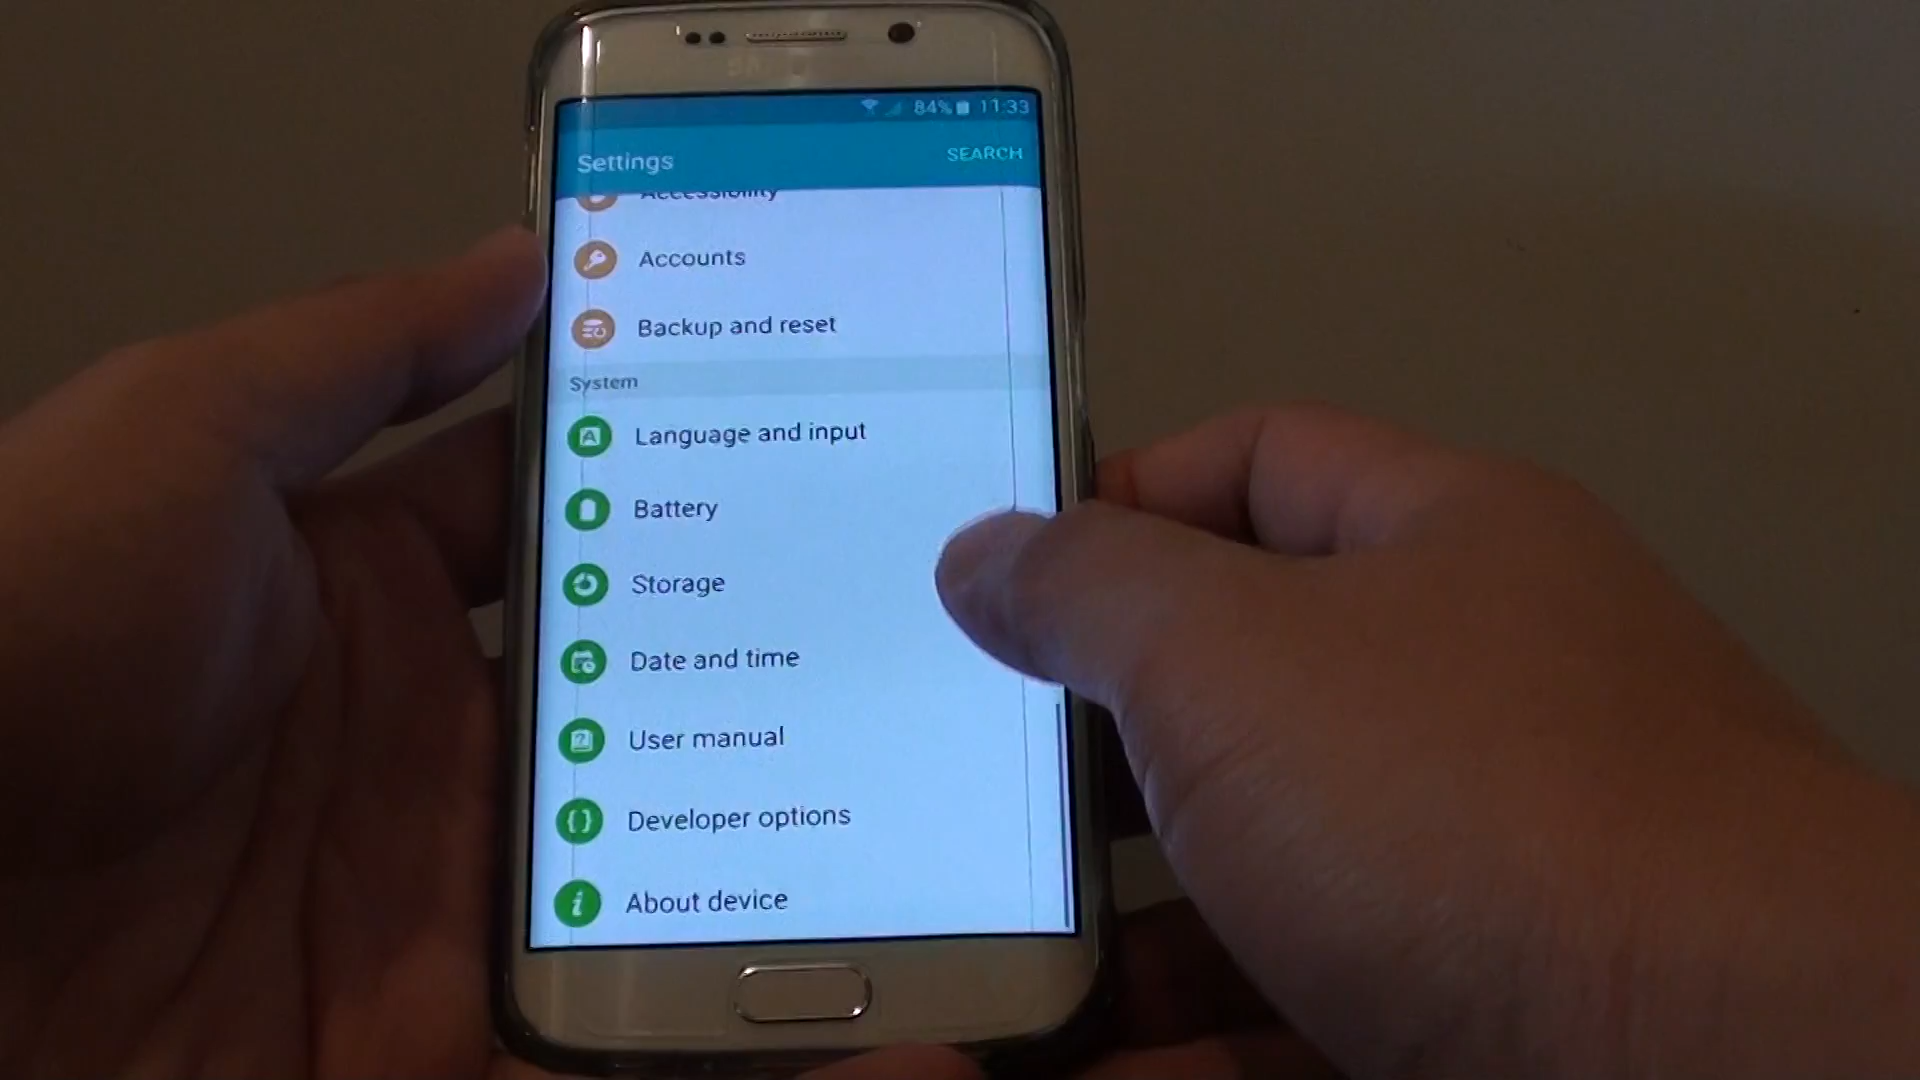 84% 11:33
Settings
SEARCH
Accessibility
Accounts
Backup and reset
System
Language and input
Battery
Storage
Date and time
User manual
Developer options
About device